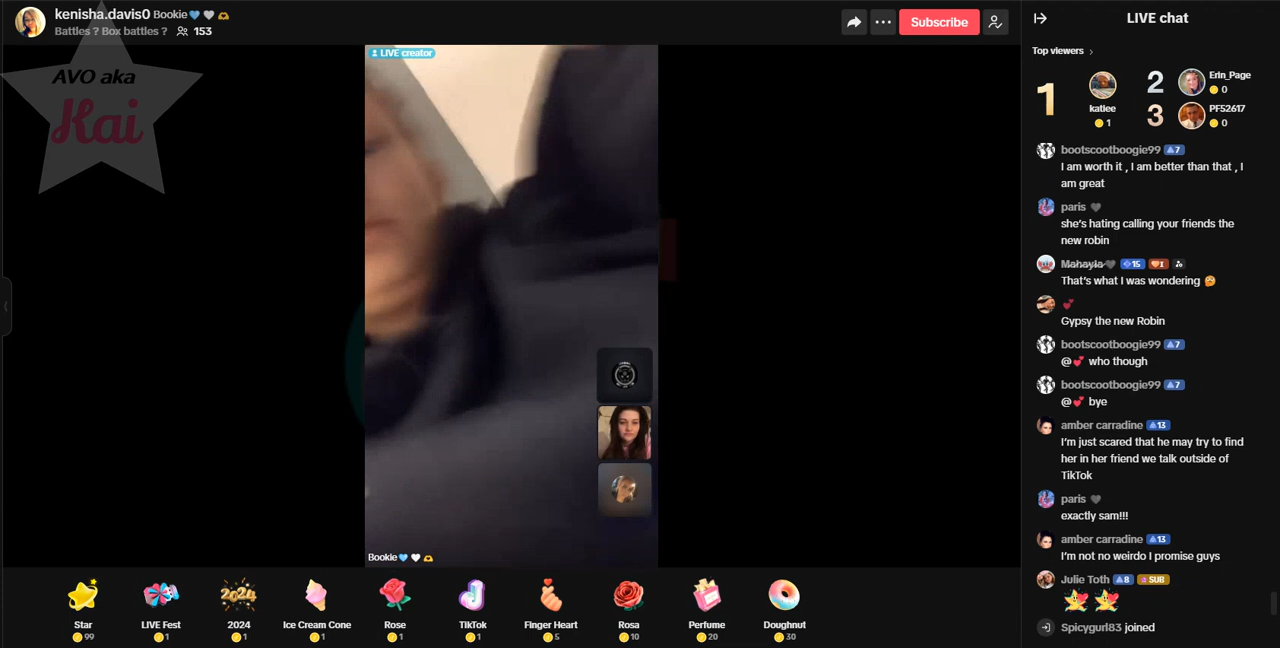 kenisha.davis0 Bookie💙🤍🫶
Battles ? Box battles ? 153
Subscribe
AVO aka
Kai
LIVE creator
Bookie💙🤍🫶
Star
99
LIVE Fest
1
2024
2024
1
Ice Cream Cone
1
Rose
1
TikTok
1
Finger Heart
5
Rosa
10
Perfume
20
Doughnut
30
LIVE chat
Top viewers ›
1
katiee
1
2
Erin_Page
0
3
PF52617
0
bootscootboogie99 7
I am worth it , I am better than that , I
am great
paris 🖤
she's hating calling your friends the
new robin
Mahayla🖤 15 I
That's what I was wondering 🤔
💕
Gypsy the new Robin
bootscootboogie99 7
@💕 who though
bootscootboogie99 7
@💕 bye
amber carradine 13
I'm just scared that he may try to find
her in her friend we talk outside of
TikTok
paris 🖤
exactly sam!!!
amber carradine 13
I'm not no weirdo I promise guys
Julie Toth 8 SUB
Spicygurl83 joined